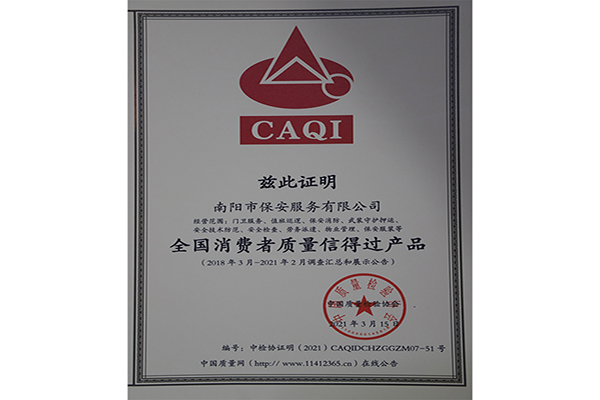 CAQI
兹此证明
南阳市保安服务有限公司
经营范围：门卫服务、值班巡逻、保安消防、武装守护押运、
安全技术防范、安全检查、劳务派遣、物业管理、保安服装等
全国消费者质量信得过产品
（2018年3月-2021年2月调查汇总和展示公告）
中国质量检验协会
2021年3月15日
编号：中检协证明（2021）CAQIDCHZGGZM07-51号
中国质量网（http://www.11412365.cn）在线公告